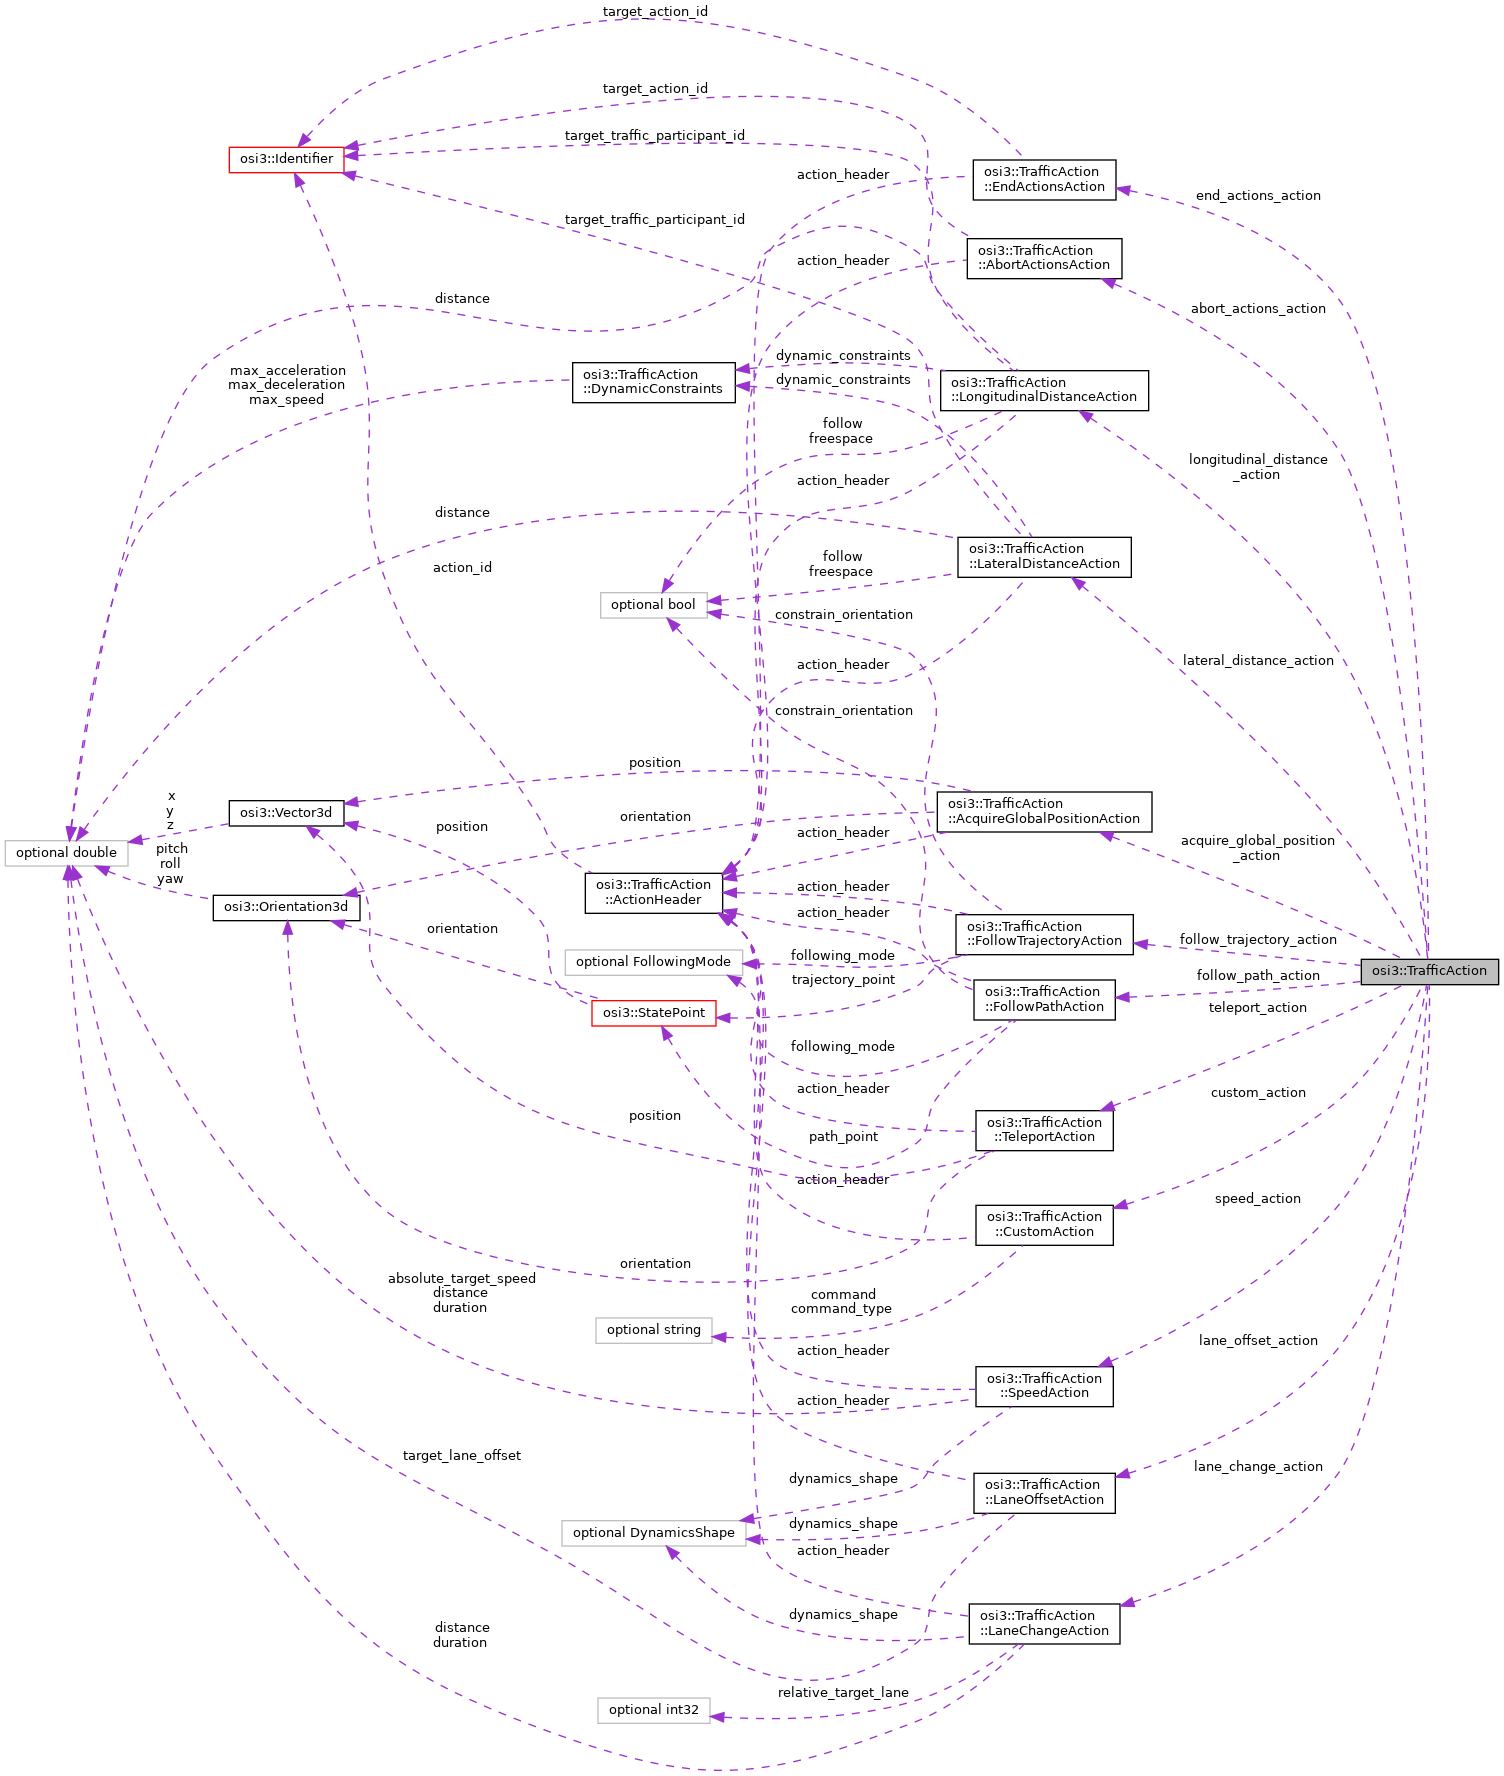 target_action_id
target_action_id
target_traffic_participant_id
osi3::Identifier
action_header
osi3::TrafficAction
::EndActionsAction
end_actions_action
target_traffic_participant_id
action_header
osi3::TrafficAction
::AbortActionsAction
distance
abort_actions_action
dynamic_constraints
max_acceleration
max_deceleration
max_speed
osi3::TrafficAction
::DynamicConstraints
dynamic_constraints
osi3::TrafficAction
::LongitudinalDistanceAction
follow
freespace
longitudinal_distance
_action
action_header
distance
osi3::TrafficAction
::LateralDistanceAction
action_id
follow
freespace
optional bool
constrain_orientation
action_header
lateral_distance_action
constrain_orientation
position
x
y
z
osi3::Vector3d
position
orientation
osi3::TrafficAction
::AcquireGlobalPositionAction
action_header
acquire_global_position
_action
optional double
pitch
roll
yaw
osi3::Orientation3d
osi3::TrafficAction
::ActionHeader
action_header
action_header
orientation
osi3::TrafficAction
::FollowTrajectoryAction
follow_trajectory_action
optional FollowingMode
following_mode
trajectory_point
osi3::TrafficAction
follow_path_action
osi3::TrafficAction
::FollowPathAction
osi3::StatePoint
teleport_action
following_mode
action_header
custom_action
position
path_point
osi3::TrafficAction
::TeleportAction
action_header
speed_action
osi3::TrafficAction
::CustomAction
orientation
absolute_target_speed
distance
duration
command
command_type
optional string
lane_offset_action
action_header
osi3::TrafficAction
::SpeedAction
action_header
target_lane_offset
lane_change_action
dynamics_shape
osi3::TrafficAction
::LaneOffsetAction
dynamics_shape
optional DynamicsShape
action_header
dynamics_shape
osi3::TrafficAction
::LaneChangeAction
distance
duration
relative_target_lane
optional int32